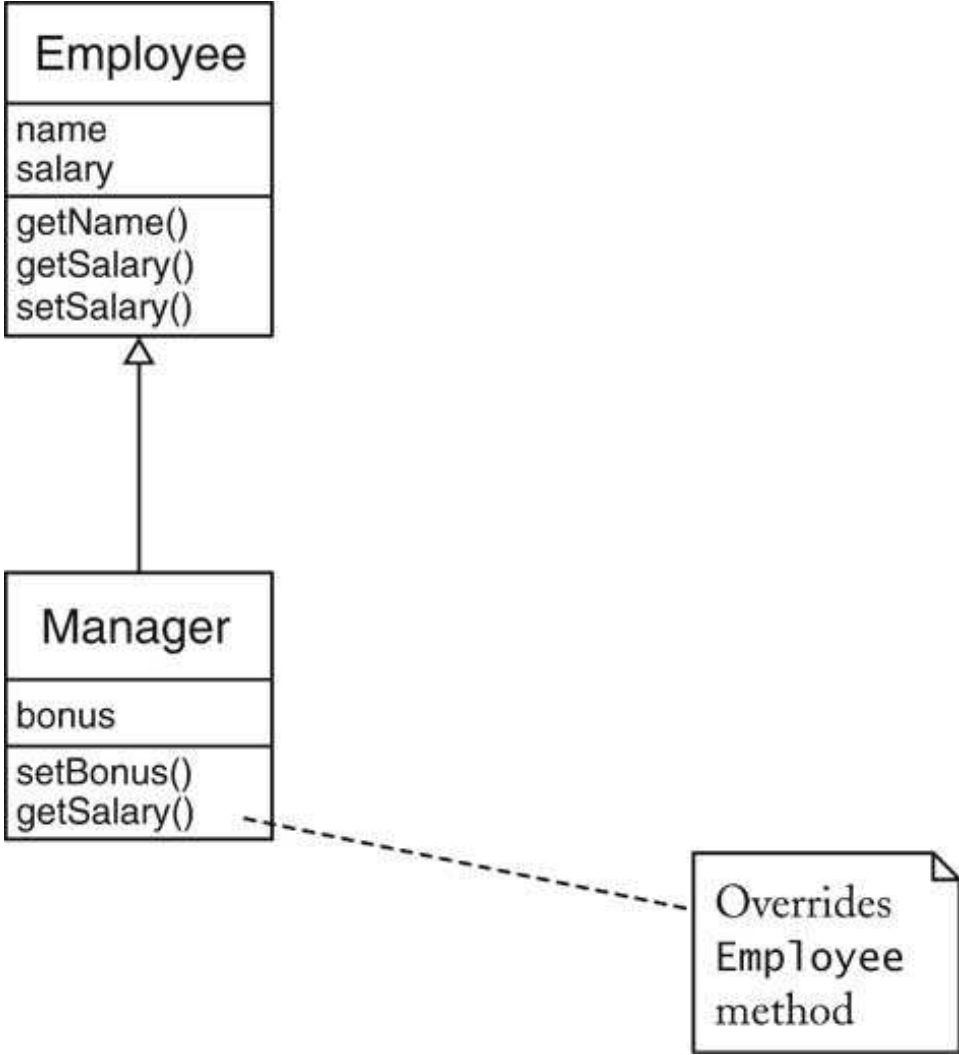 Employee
name
salary
getName()
getSalary()
setSalary()
Manager
bonus
setBonus()
getSalary()
Overrides
Employee
method